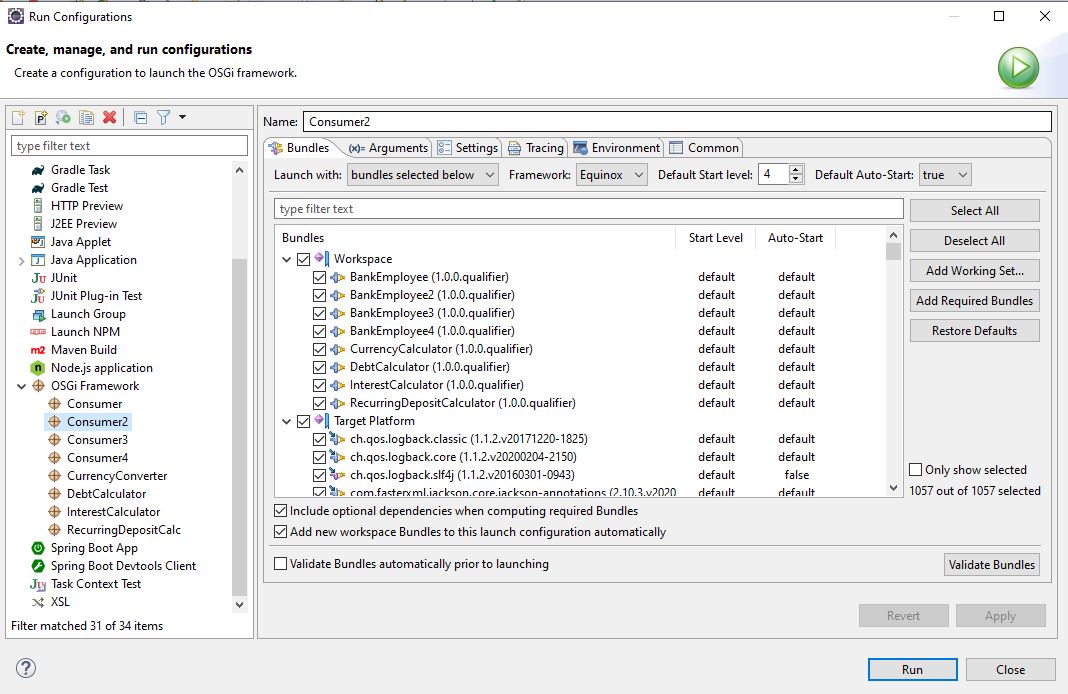 Run Configurations
Create, manage, and run configurations
Create a configuration to launch the OSGi framework.
type filter text
Gradle Task
Gradle Test
HTTP Preview
J2EE Preview
Java Applet
Java Application
JUnit
JUnit Plug-in Test
Launch Group
Launch NPM
Maven Build
Node.js application
OSGi Framework
Consumer
Consumer2
Consumer3
Consumer4
CurrencyConverter
DebtCalculator
InterestCalculator
RecurringDepositCalc
Spring Boot App
Spring Boot Devtools Client
Task Context Test
XSL
Filter matched 31 of 34 items
Name: Consumer2
Bundles Arguments Settings Tracing Environment Common
Launch with: bundles selected below Framework: Equinox Default Start level: 4 Default Auto-Start: true
type filter text
Bundles Start Level Auto-Start
Workspace
BankEmployee (1.0.0.qualifier) default default
BankEmployee2 (1.0.0.qualifier) default default
BankEmployee3 (1.0.0.qualifier) default default
BankEmployee4 (1.0.0.qualifier) default default
CurrencyCalculator (1.0.0.qualifier) default default
DebtCalculator (1.0.0.qualifier) default default
InterestCalculator (1.0.0.qualifier) default default
RecurringDepositCalculator (1.0.0.qualifier) default default
Target Platform
ch.qos.logback.classic (1.1.2.v20171220-1825) default default
ch.qos.logback.core (1.1.2.v20200204-2150) default default
ch.qos.logback.slf4j (1.1.2.v20160301-0943) default false
com.fasterxml.jackson.core.jackson-annotations (2.10.3.v2020 default default
Select All
Deselect All
Add Working Set...
Add Required Bundles
Restore Defaults
Only show selected
1057 out of 1057 selected
Include optional dependencies when computing required Bundles
Add new workspace Bundles to this launch configuration automatically
Validate Bundles automatically prior to launching
Validate Bundles
Revert
Apply
Run
Close